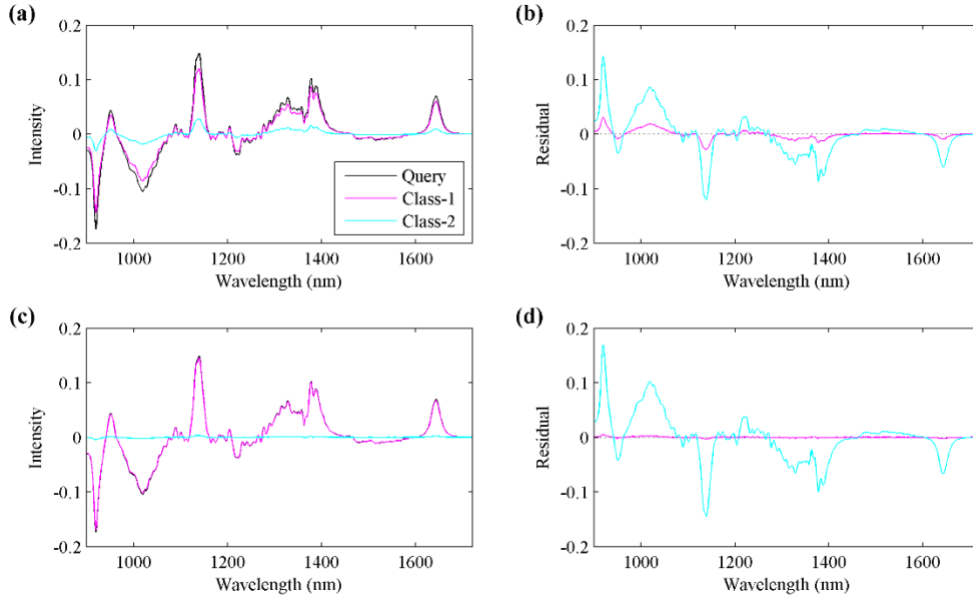 (a)
0.2
0.1
0
-0.1
-0.2
Intensity
1000
1200
1400
1600
Wavelength (nm)
Query
Class-1
Class-2
(b)
0.2
0.1
0
-0.1
-0.2
Residual
1000
1200
1400
1600
Wavelength (nm)
(c)
0.2
0.1
0
-0.1
-0.2
Intensity
1000
1200
1400
1600
Wavelength (nm)
(d)
0.2
0.1
0
-0.1
-0.2
Residual
1000
1200
1400
1600
Wavelength (nm)